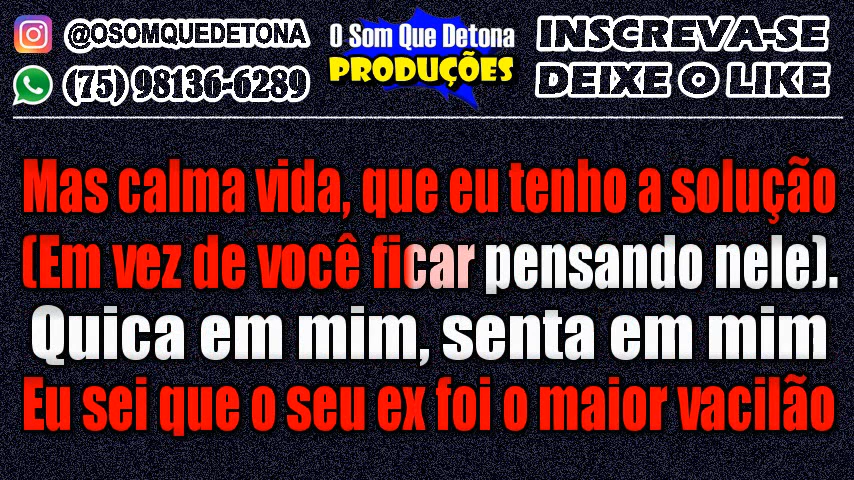 @OSOMQUEDETONA
(75) 98136-6289
O Som Que Detona
PRODUÇÕES
INSCREVA-SE
DEIXE O LIKE
Mas calma vida, que eu tenho a solução
(Em vez de você ficar pensando nele).
Quica em mim, senta em mim
Eu sei que o seu ex foi o maior vacilão